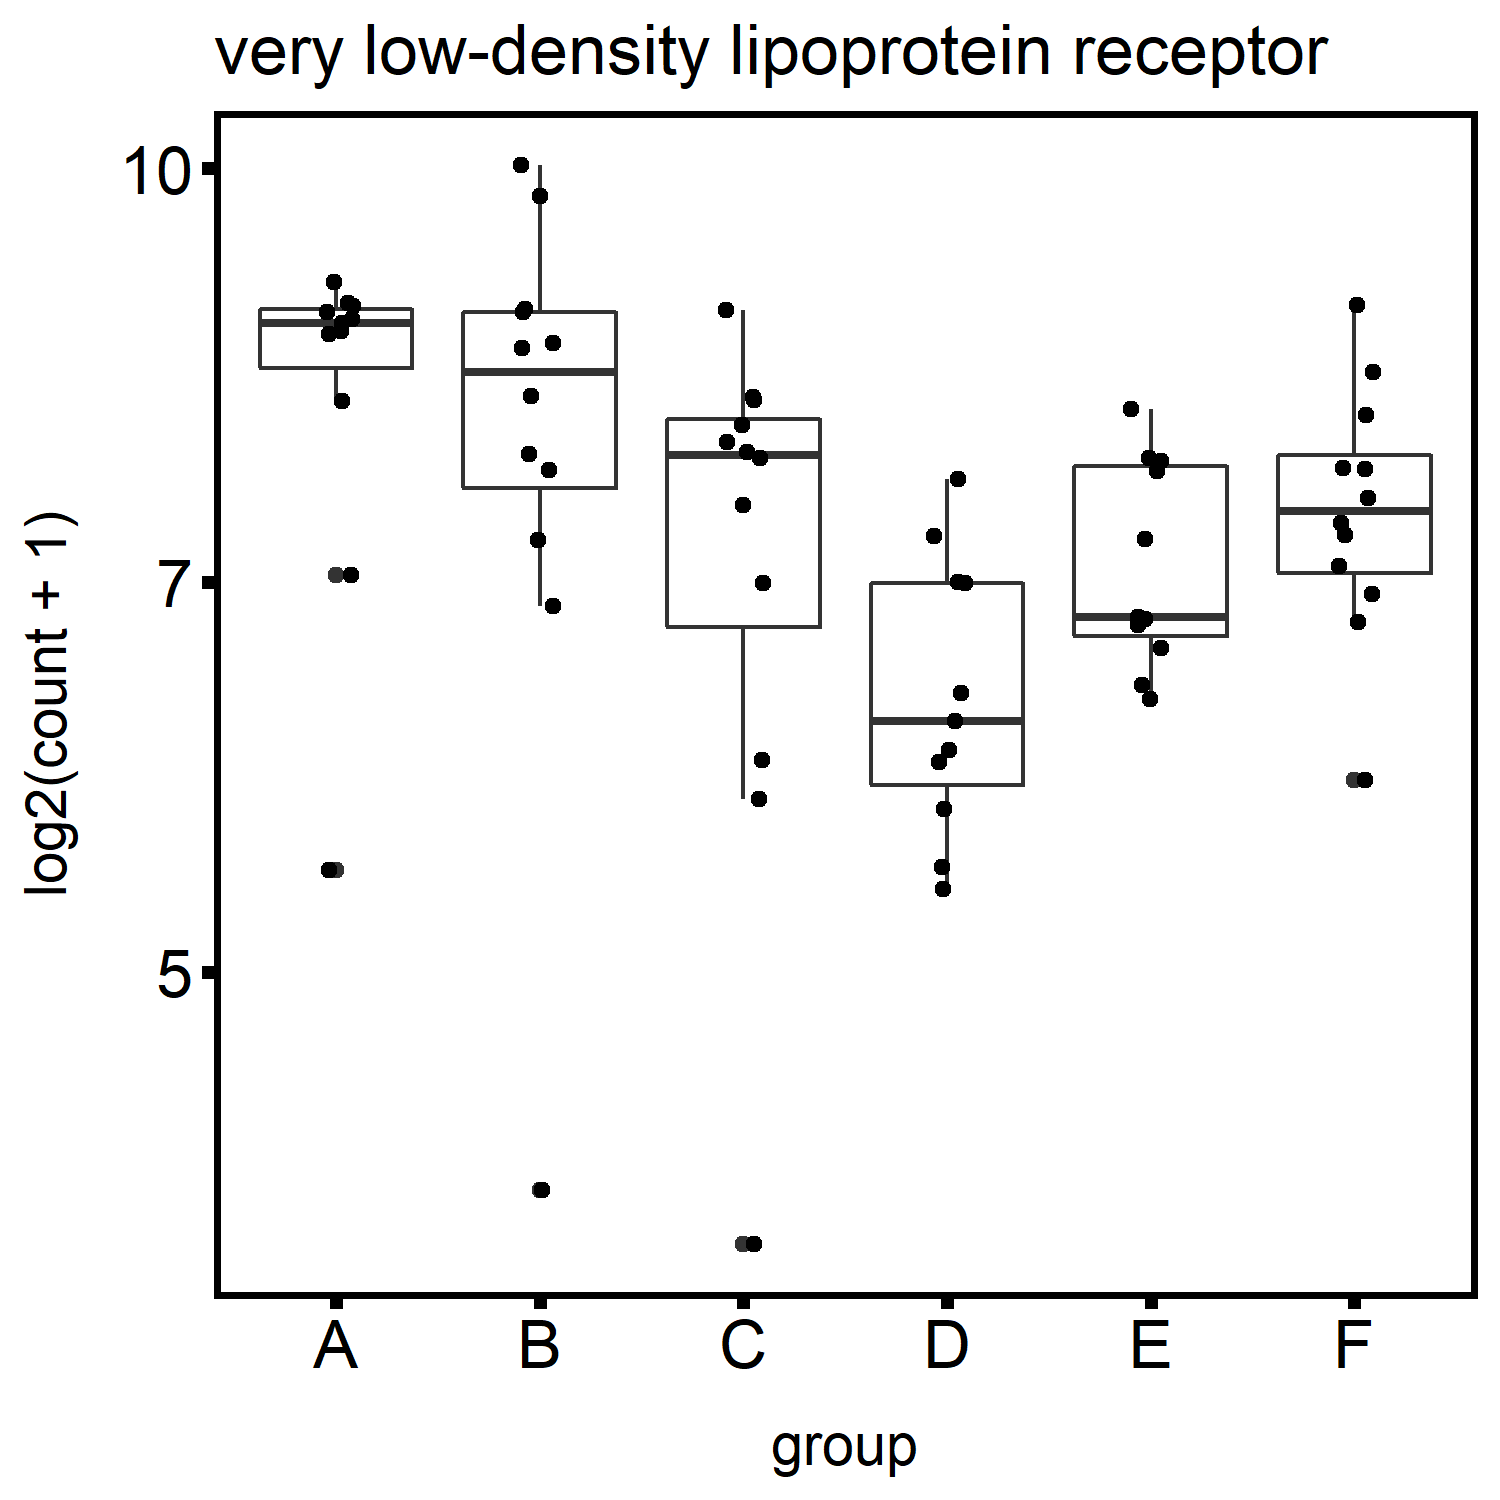 very low-density lipoprotein receptor
10
7
5
log2(count + 1)
A B C D E F
group